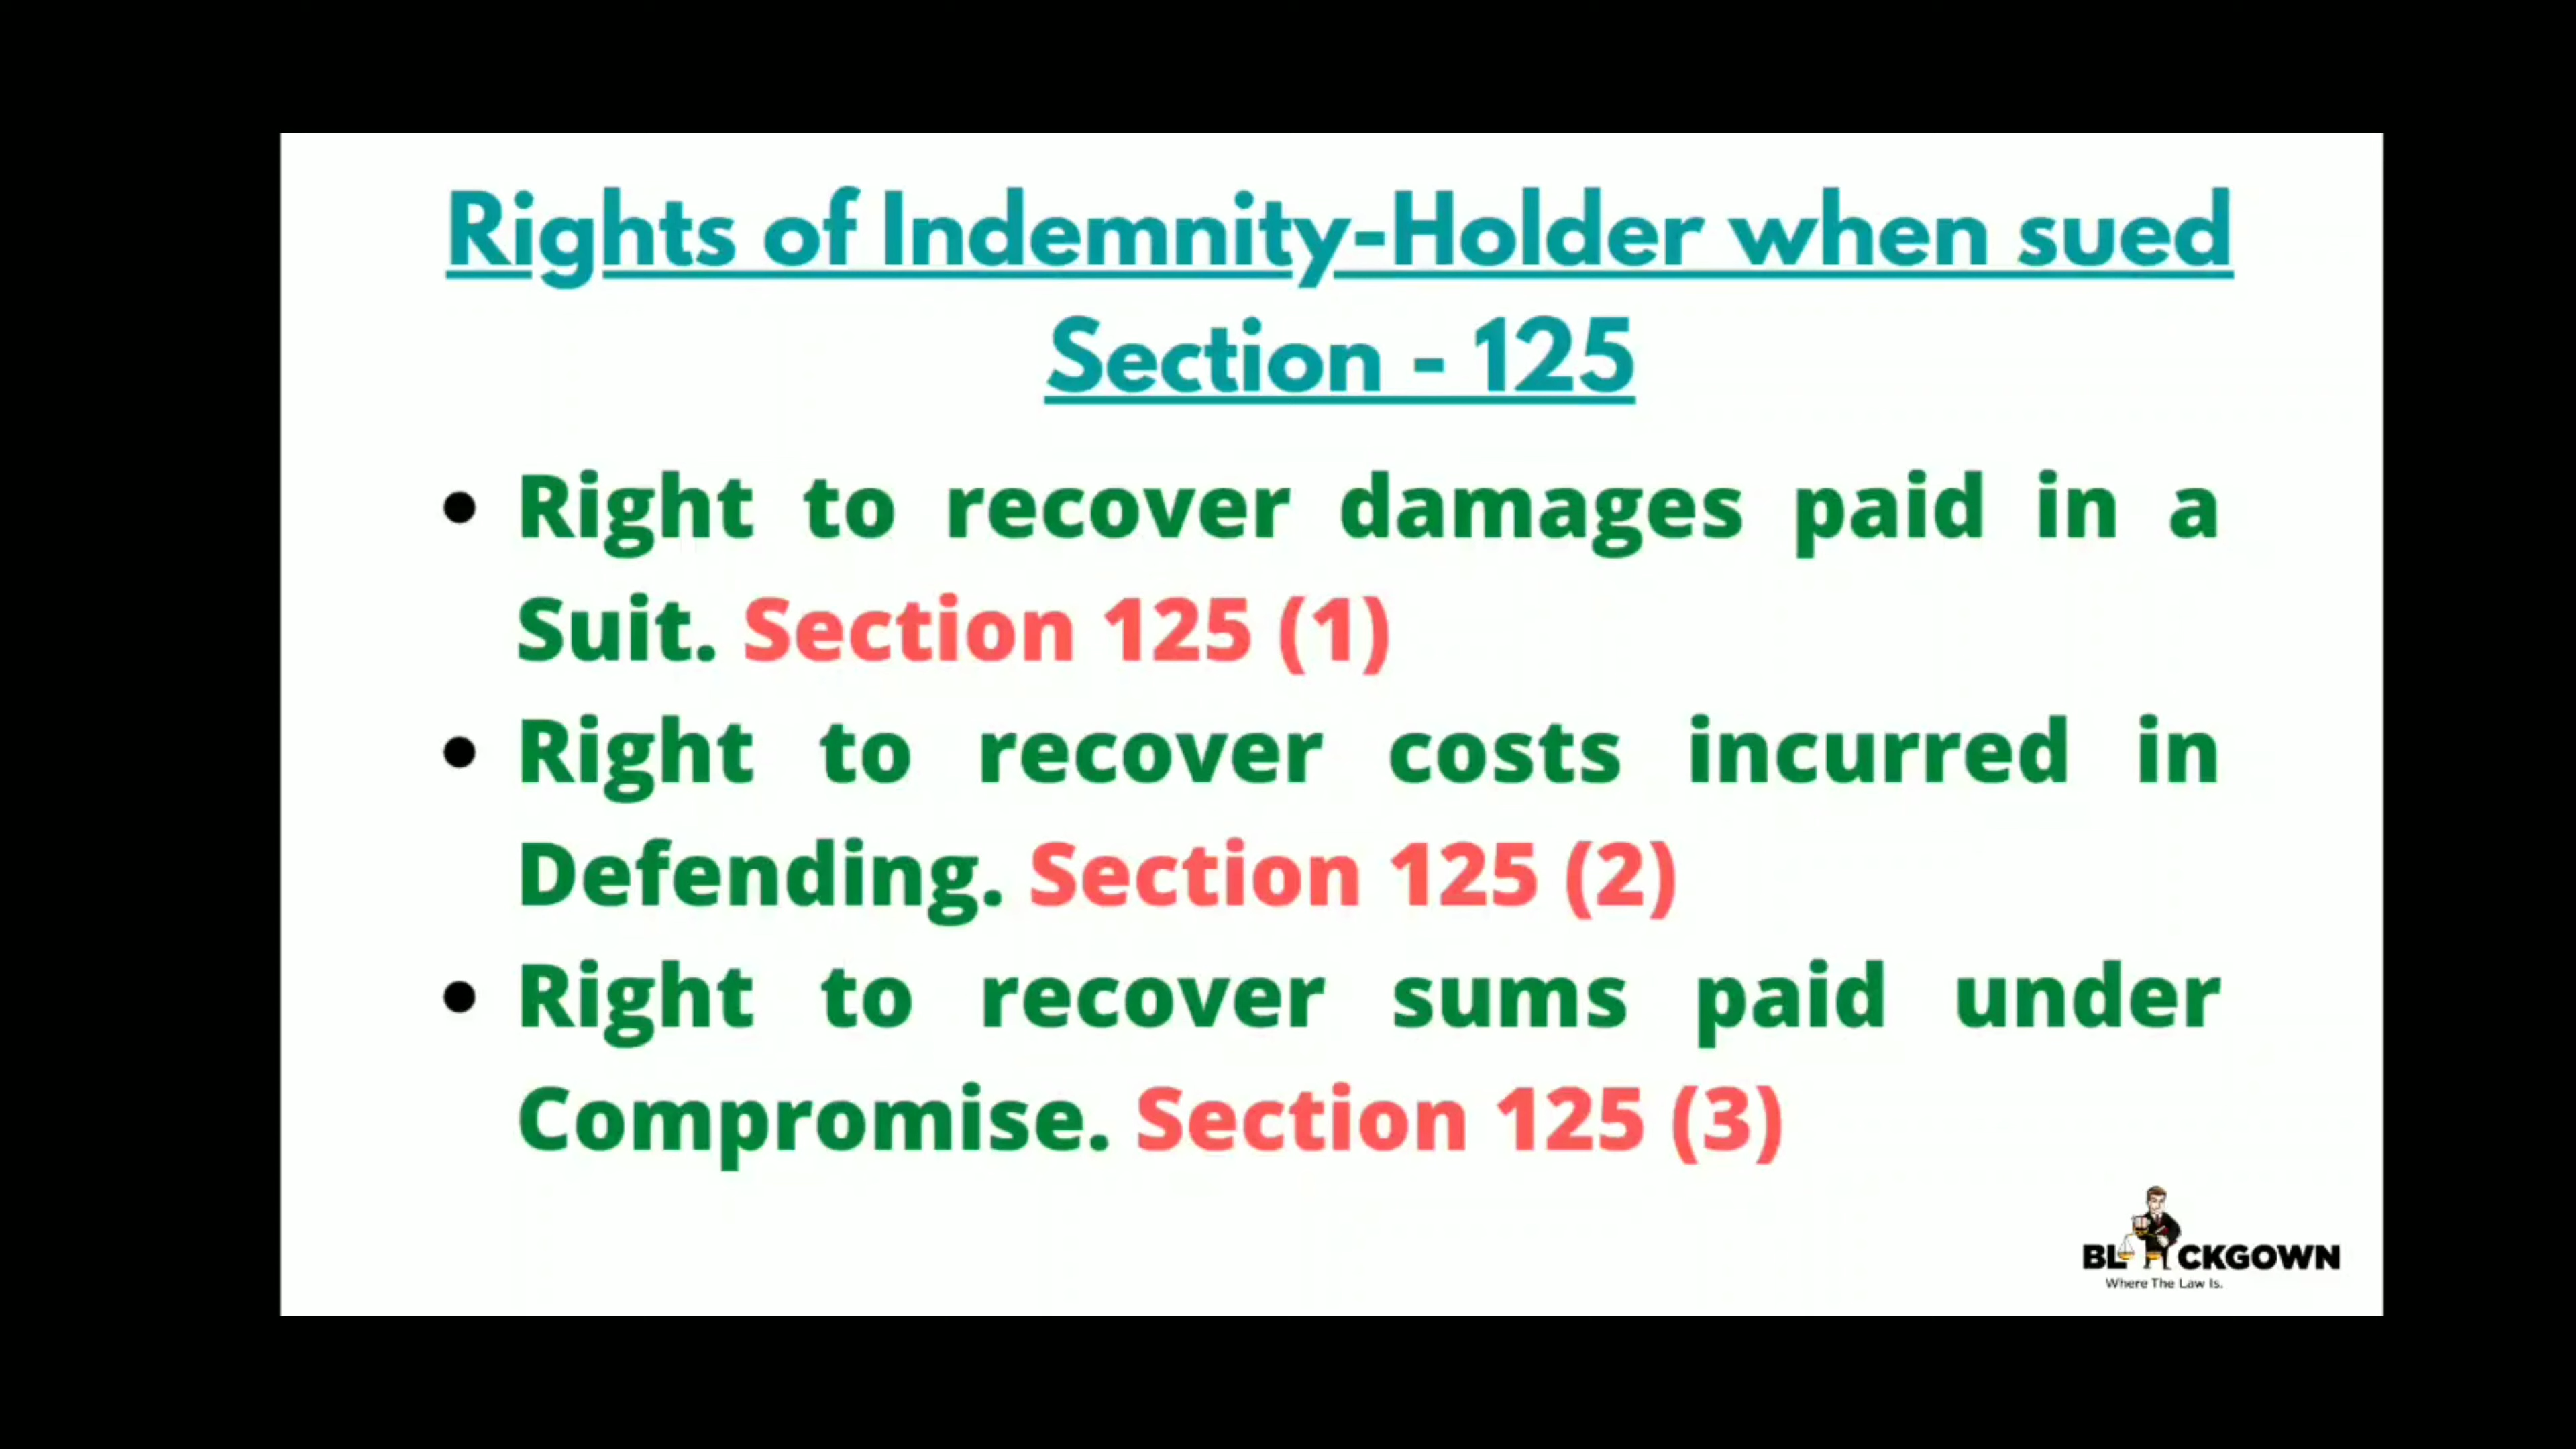 Rights of Indemnity-Holder when sued
Section - 125
• Right to recover damages paid in a
Suit. Section 125 (1)
• Right to recover costs incurred in
Defending. Section 125 (2)
• Right to recover sums paid under
Compromise. Section 125 (3)
BLACKGOWN
Where The Law Is.